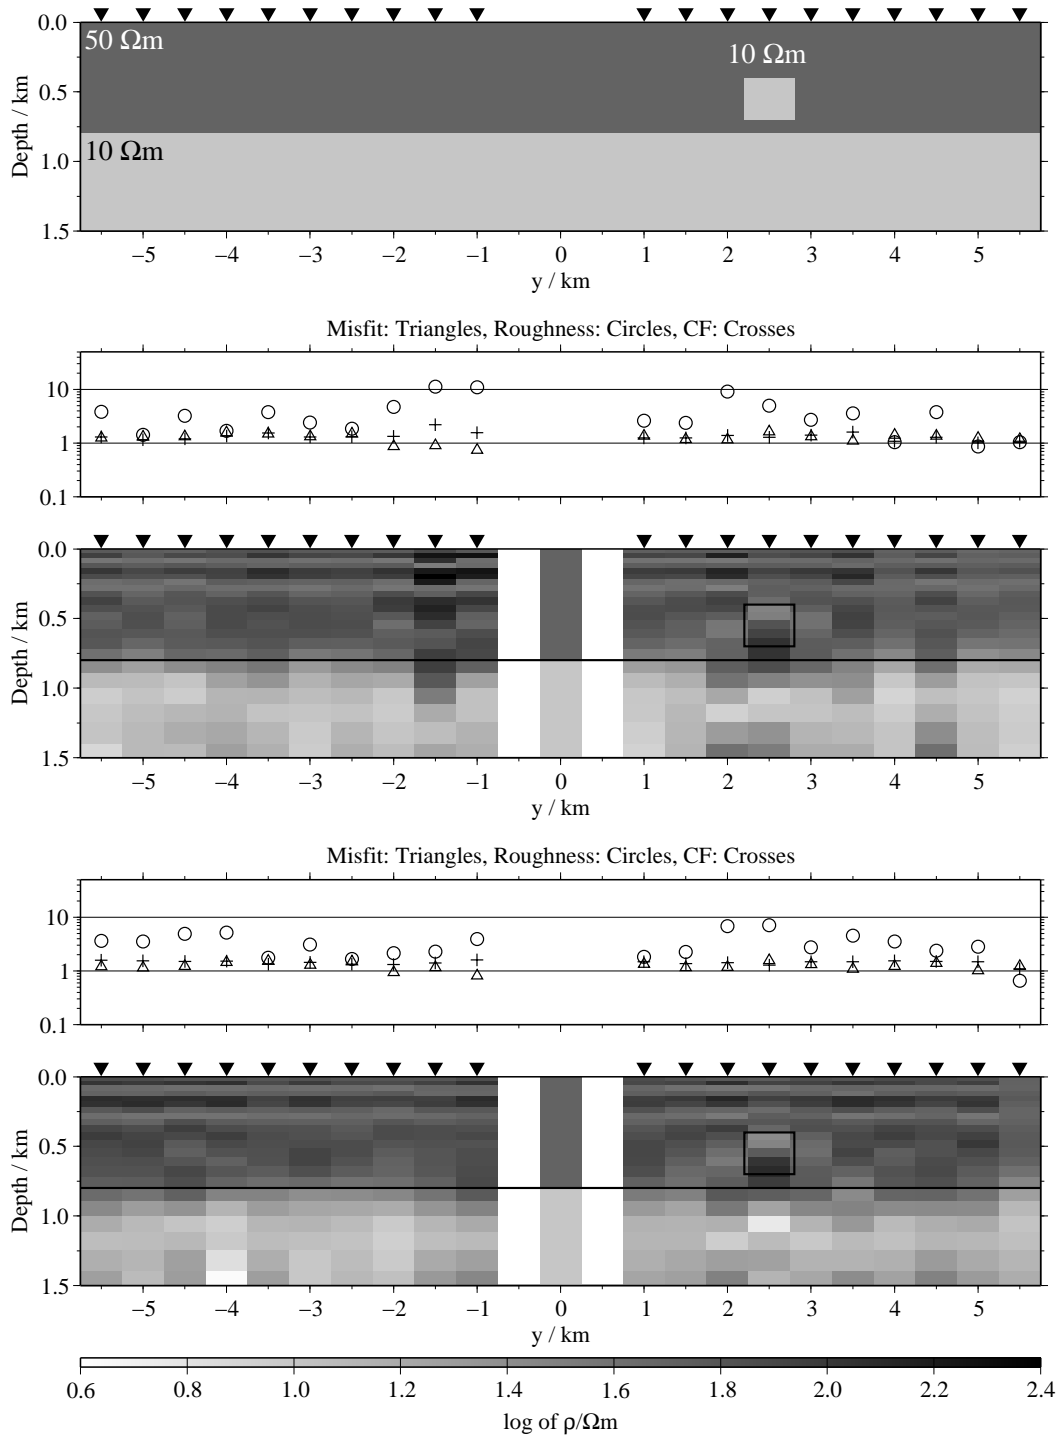 0.0
50 Ωm
10 Ωm
0.5
10 Ωm
1.0
1.5
Depth / km
−5 −4 −3 −2 −1 0 1 2 3 4 5
y / km
Misfit: Triangles, Roughness: Circles, CF: Crosses
10
1
0.1
0.0
0.5
1.0
1.5
Depth / km
−5 −4 −3 −2 −1 0 1 2 3 4 5
y / km
Misfit: Triangles, Roughness: Circles, CF: Crosses
10
1
0.1
0.0
0.5
1.0
1.5
Depth / km
−5 −4 −3 −2 −1 0 1 2 3 4 5
y / km
0.6 0.8 1.0 1.2 1.4 1.6 1.8 2.0 2.2 2.4
log of ρ/Ωm